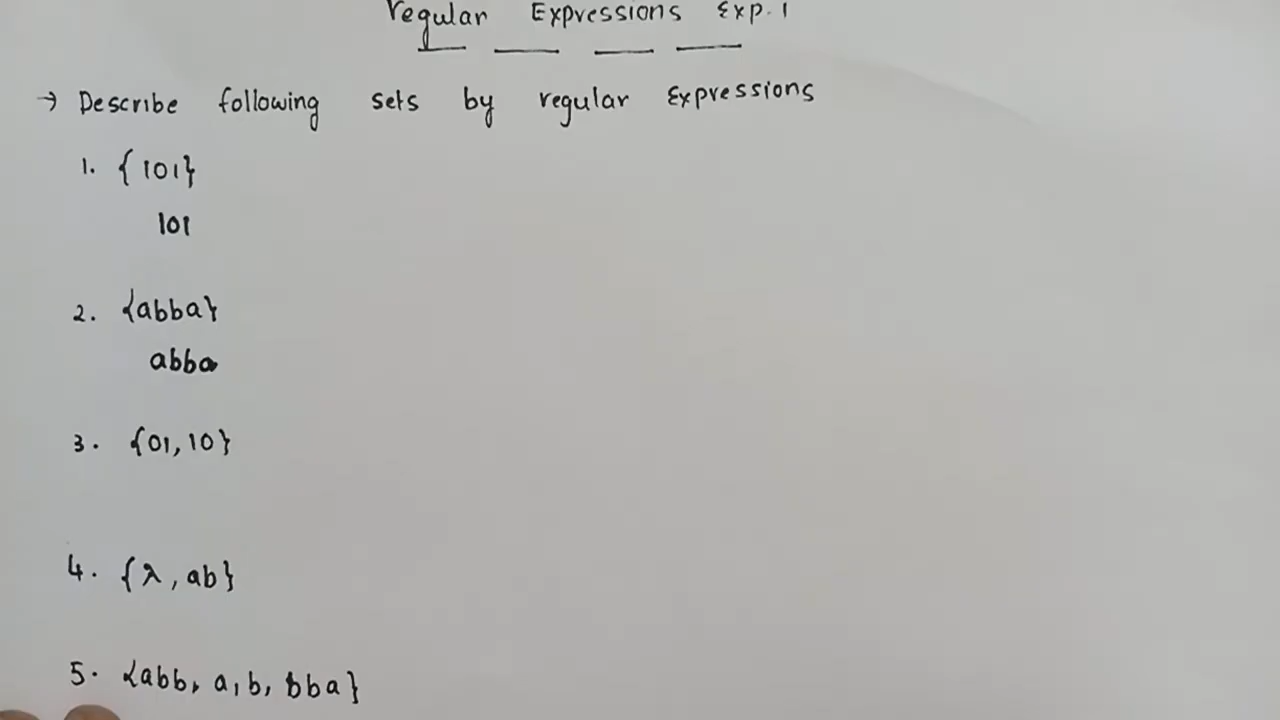 regular Expressions Exp.1
→ Describe following sets by regular Expressions
1. {101}
101
2. {abba}
abba
3. {01, 10}
4. {λ, ab}
5. {abb, a, b, bba}